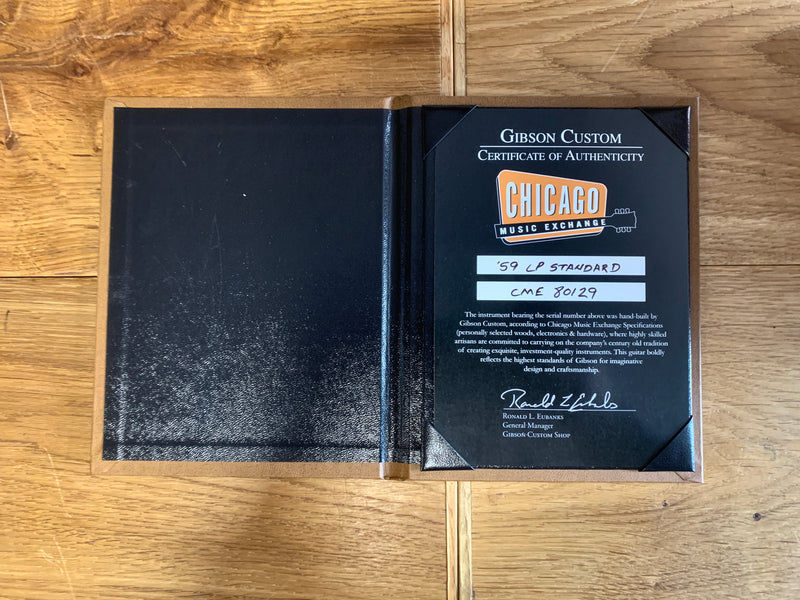 GIBSON CUSTOM
CERTIFICATE OF AUTHENTICITY
CHICAGO
MUSIC EXCHANGE
'59 LP STANDARD
CME 80129
The instrument bearing the serial number above was hand-built by
Gibson Custom, according to Chicago Music Exchange Specifications
(personally selected woods, electronics & hardware), where highly skilled
artisans are committed to carrying on the company's century old tradition
of creating exquisite, investment-quality instruments. This guitar boldly
reflects the highest standards of Gibson for imaginative
design and craftsmanship.
Ronald L Eubanks
RONALD L. EUBANKS
General Manager
GIBSON CUSTOM SHOP